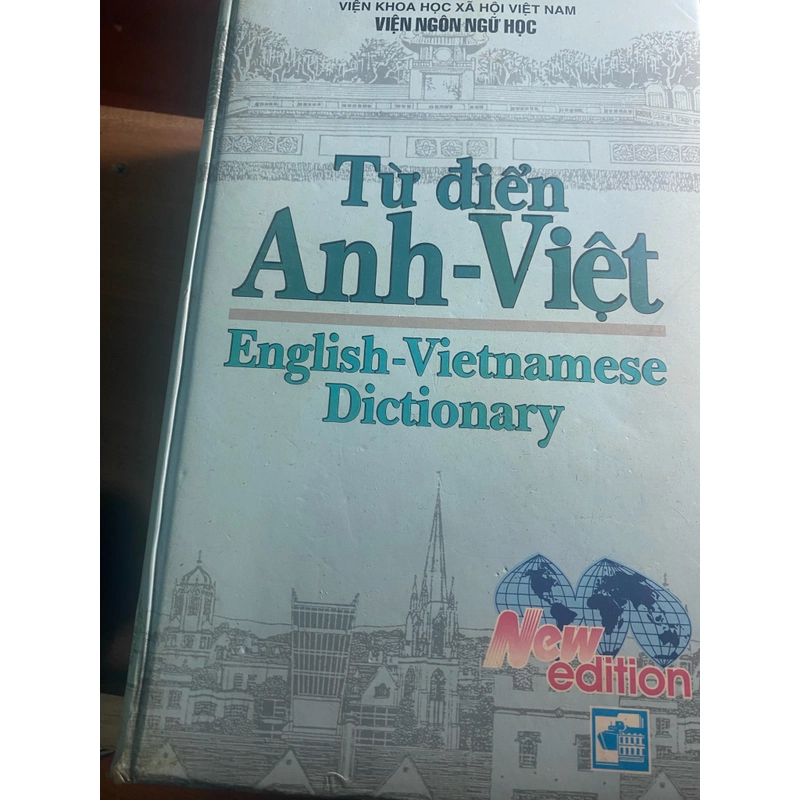 VIỆN KHOA HỌC XÃ HỘI VIỆT NAM
VIỆN NGÔN NGỮ HỌC
Từ điển
Anh-Việt
English-Vietnamese
Dictionary
New
edition